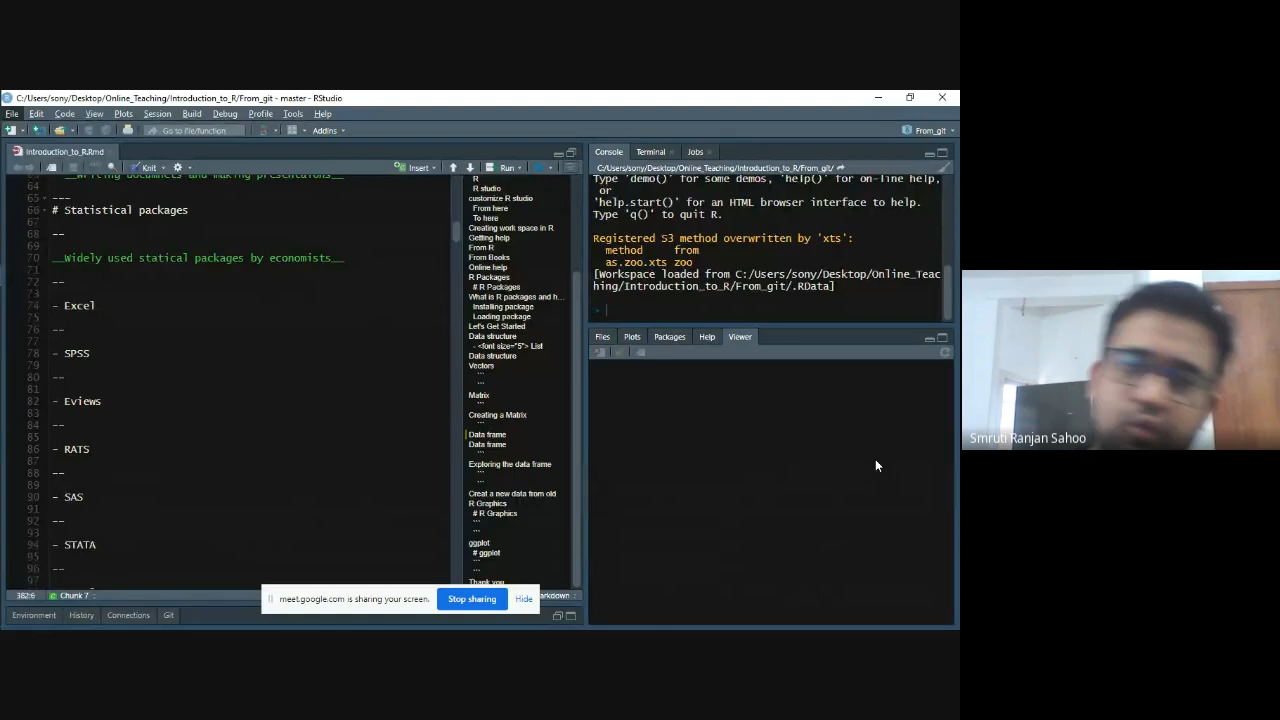 C:/Users/sony/Desktop/Online_Teaching/Introduction_to_R/From_git - master - RStudio
File Edit Code View Plots Session Build Debug Profile Tools Help
Go to file/function
Addins
From_git
Introduction_to_R.Rmd
Knit
Insert
Run
64 __Writing documnets and making presentaions__
65 ---
66 # Statistical packages
67
68 --
69
70 __Widely used statical packages by economists__
71
72 --
73
74 - Excel
75
76 --
77
78 - SPSS
79
80 --
81
82 - Eviews
83
84 --
85
86 - RATS
87
88 --
89
90 - SAS
91
92 --
93
94 - STATA
95
96 --
97
R
R studio
customize R studio
From here
To here
Creating work space in R
Getting help
From R
From Books
Online help
R Packages
# R Packages
What is R packages and h...
Installing package
Loading package
Let's Get Started
Data structure
- <font size="5"> List
Data structure
Vectors
```
```
Matrix
```
Creating a Matrix
```
Data frame
Data frame
```
Exploring the data frame
```
```
Creat a new data from old
R Graphics
# R Graphics
```
```
ggplot
# ggplot
```
```
Thank you
382:6
Chunk 7
arkdown
Environment History Connections Git
Console Terminal Jobs
C:/Users/sony/Desktop/Online_Teaching/Introduction_to_R/From_git/
Type 'demo()' for some demos, 'help()' for on-line help,
or
'help.start()' for an HTML browser interface to help.
Type 'q()' to quit R.
Registered S3 method overwritten by 'xts':
method from
as.zoo.xts zoo
[Workspace loaded from C:/Users/sony/Desktop/Online_Teac
hing/Introduction_to_R/From_git/.RData]
>
Files Plots Packages Help Viewer
meet.google.com is sharing your screen.
Stop sharing
Hide
Smruti Ranjan Sahoo